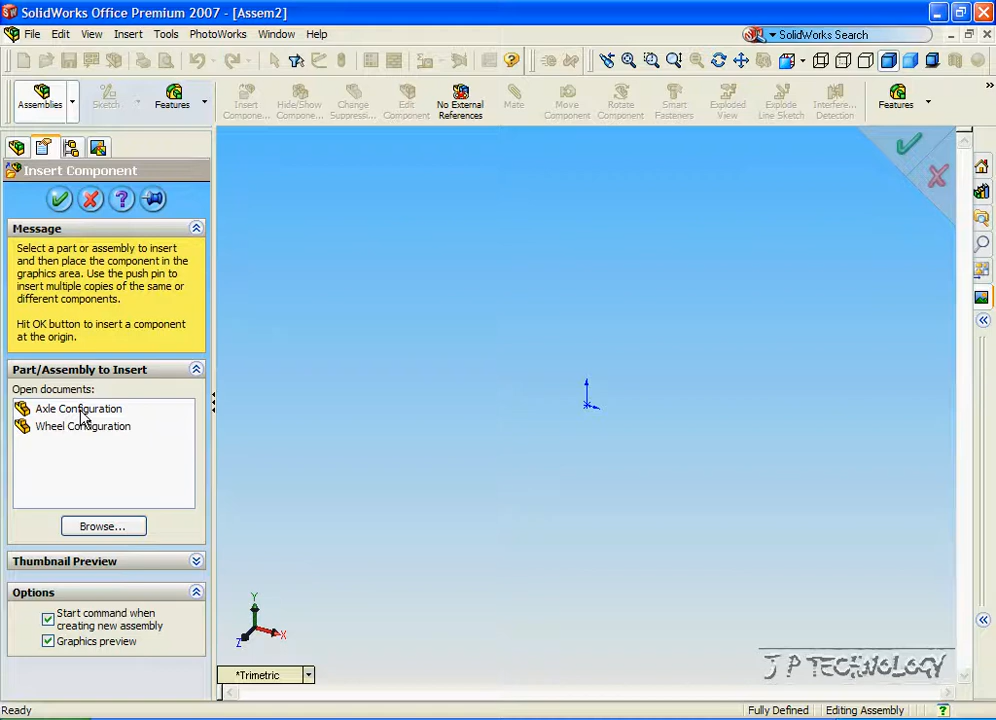 SolidWorks Office Premium 2007 - [Assem2]
File Edit View Insert Tools PhotoWorks Window Help SolidWorks Search
Assemblies Sketch Features Insert Compone... Hide/Show Compone... Change Suppressi... Edit Component No External References Mate Move Component Rotate Component Smart Fasteners Exploded View Explode Line Sketch Interfere... Detection Features
Insert Component
Message
Select a part or assembly to insert
and then place the component in the
graphics area. Use the push pin to
insert multiple copies of the same or
different components.
Hit OK button to insert a component
at the origin.
Part/Assembly to Insert
Open documents:
Axle Configuration
Wheel Configuration
Browse...
Thumbnail Preview
Options
Start command when
creating new assembly
Graphics preview
Y
X
Z
*Trimetric
J P TECHNOLOGY
Ready Fully Defined Editing Assembly